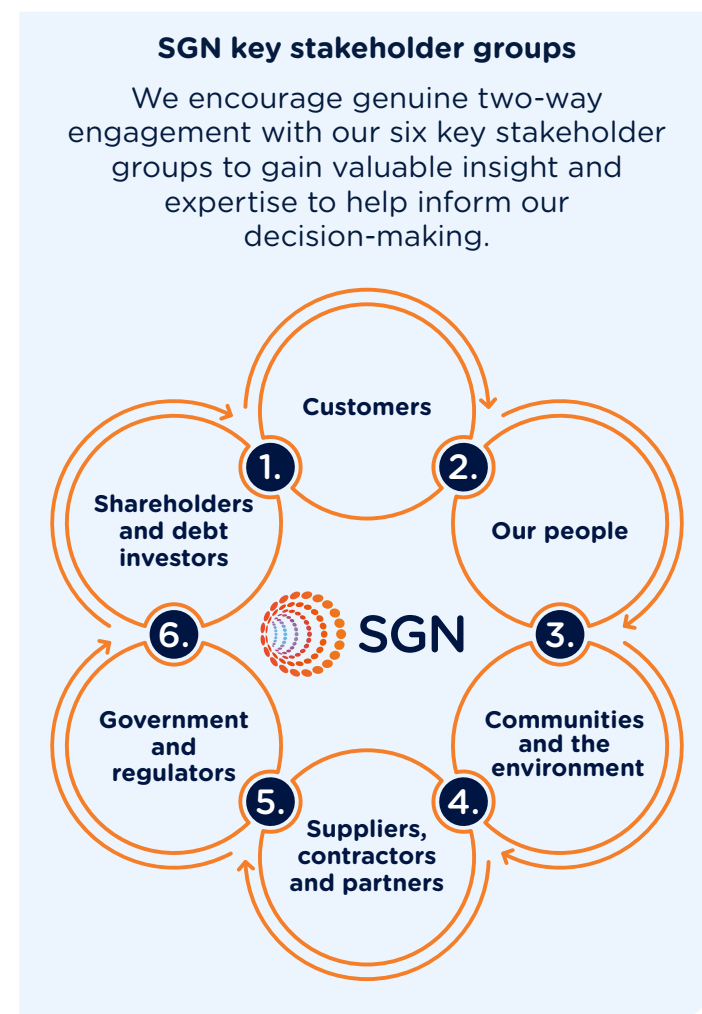 SGN key stakeholder groups
We encourage genuine two-way
engagement with our six key stakeholder
groups to gain valuable insight and
expertise to help inform our
decision-making.
1.
Customers
2.
Our people
3.
Communities
and the
environment
4.
Suppliers,
contractors
and partners
5.
Government
and
regulators
6.
Shareholders
and debt
investors
SGN